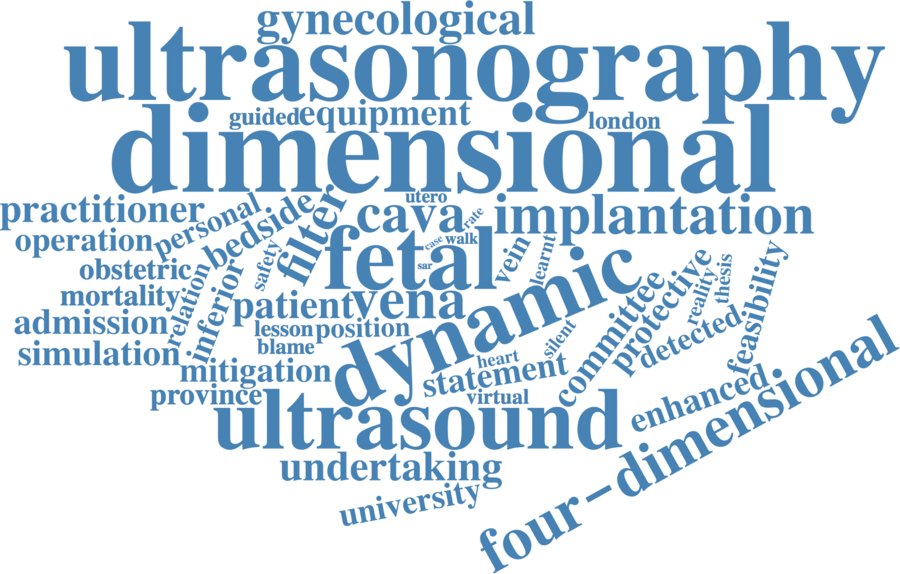 gynecological
ultrasonography
guided
equipment
london
dimensional
utero
practitioner
personal
bedside
filter
cava
rate
implantation
operation
case
walk
fetal
sar
vein
learnt
obstetric
safety
mortality
relation
inferior
patient
vena
dynamic
committee
protective
reality
thesis
feasibility
admission
lesson
position
detected
simulation
blame
silent
mitigation
heart
statement
province
virtual
enhanced
ultrasound
four-dimensional
undertaking
university